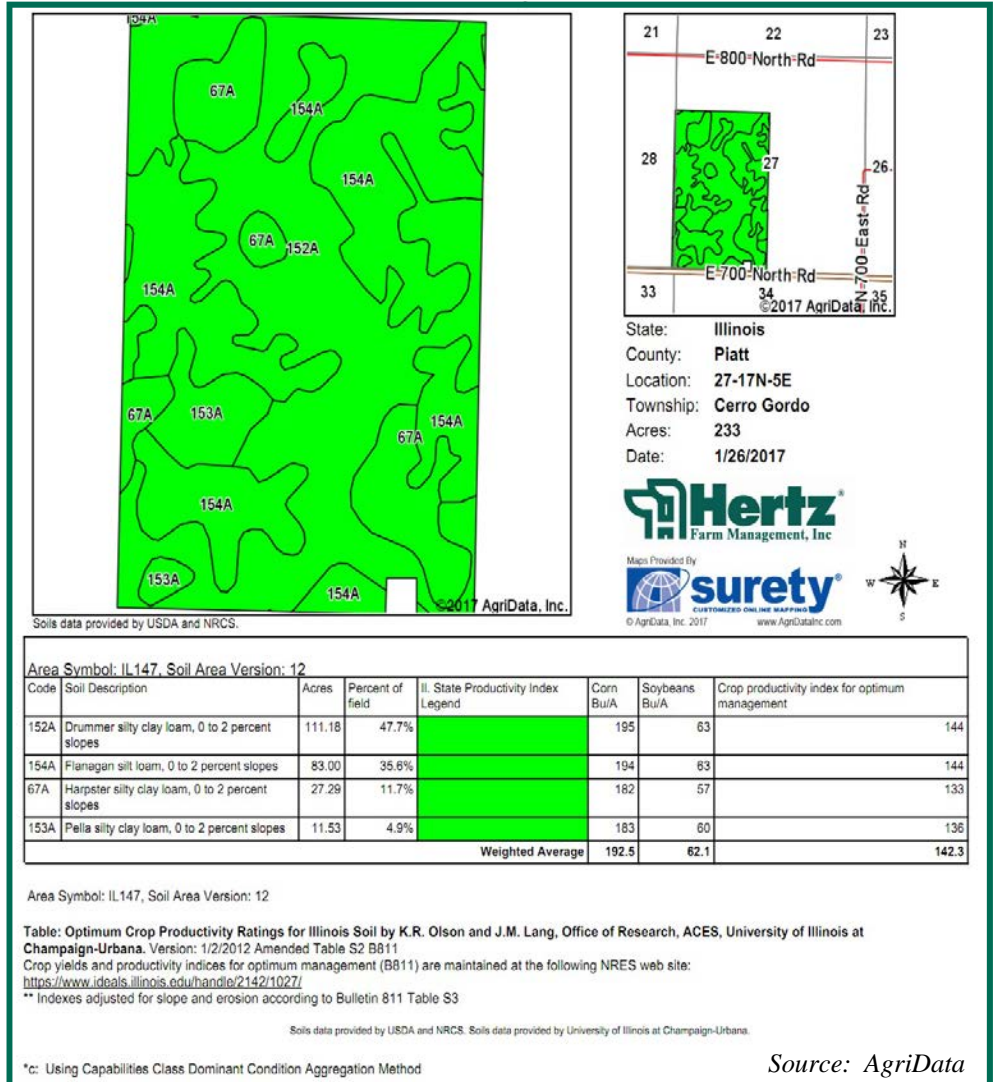 154A
67A
154A
154A
67A
152A
154A
67A
153A
154A
67A
154A
153A
154A
©2017 AgriData, Inc.
Soils data provided by USDA and NRCS.
21 22 23
E 800 North Rd
28 27 26
N 700 East Rd
E 700 North Rd
33 34 35
©2017 AgriData, Inc.
State: Illinois
County: Piatt
Location: 27-17N-5E
Township: Cerro Gordo
Acres: 233
Date: 1/26/2017
Hertz®
Farm Management, Inc
Maps Provided By
surety®
CUSTOMIZED ONLINE MAPPING
© AgriData, Inc. 2017 www.AgriDataInc.com
N
W E
S
Area Symbol: IL147, Soil Area Version: 12
Code Soil Description Acres Percent of field II. State Productivity Index Legend Corn Bu/A Soybeans Bu/A Crop productivity index for optimum management
152A Drummer silty clay loam, 0 to 2 percent slopes 111.18 47.7% 195 63 144
154A Flanagan silt loam, 0 to 2 percent slopes 83.00 35.6% 194 63 144
67A Harpster silty clay loam, 0 to 2 percent slopes 27.29 11.7% 182 57 133
153A Pella silty clay loam, 0 to 2 percent slopes 11.53 4.9% 183 60 136
Weighted Average 192.5 62.1 142.3
Area Symbol: IL147, Soil Area Version: 12
Table: Optimum Crop Productivity Ratings for Illinois Soil by K.R. Olson and J.M. Lang, Office of Research, ACES, University of Illinois at
Champaign-Urbana. Version: 1/2/2012 Amended Table S2 B811
Crop yields and productivity indices for optimum management (B811) are maintained at the following NRES web site:
https://www.ideals.illinois.edu/handle/2142/1027/
** Indexes adjusted for slope and erosion according to Bulletin 811 Table S3
Soils data provided by USDA and NRCS. Soils data provided by University of Illinois at Champaign-Urbana.
*c: Using Capabilities Class Dominant Condition Aggregation Method
Source: AgriData